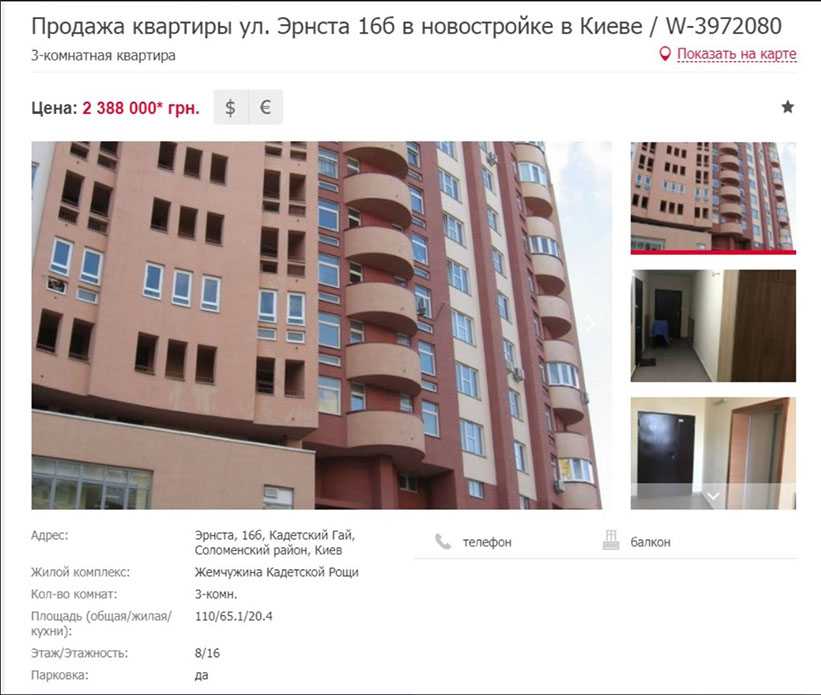 Продажа квартиры ул. Эрнста 16б в новостройке в Киеве / W-3972080
3-комнатная квартира
Показать на карте
Цена: 2 388 000* грн.
$ €
Адрес:
Эрнста, 16б, Кадетский Гай,
Соломенский район, Киев
телефон
балкон
Жилой комплекс:
Жемчужина Кадетской Рощи
Кол-во комнат:
3-комн.
Площадь (общая/жилая/
кухни):
110/65.1/20.4
Этаж/Этажность:
8/16
Парковка:
да